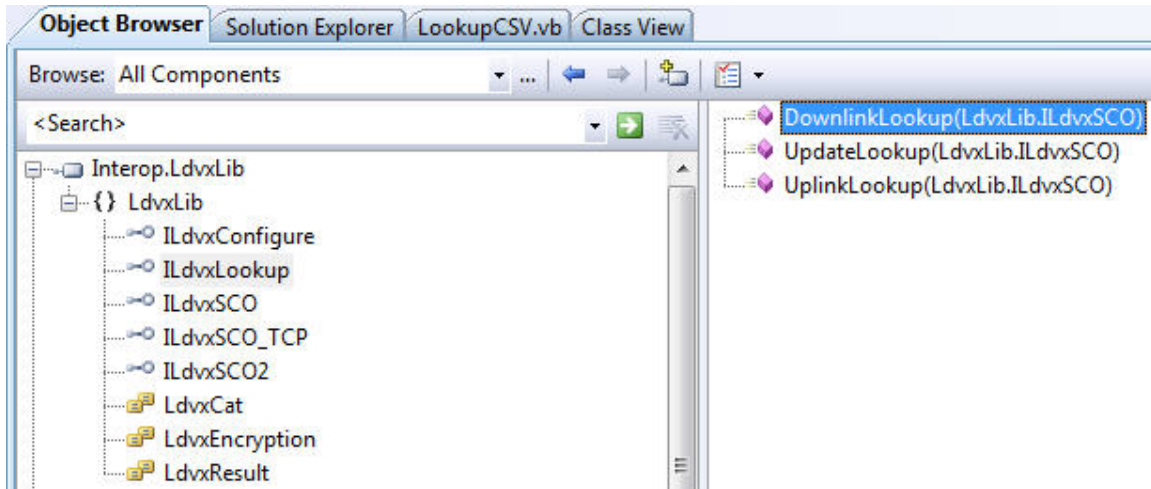 Object Browser Solution Explorer LookupCSV.vb Class View
Browse: All Components ...
<Search>
Interop.LdvxLib
{} LdvxLib
ILdvxConfigure
ILdvxLookup
ILdvxSCO
ILdvxSCO_TCP
ILdvxSCO2
LdvxCat
LdvxEncryption
LdvxResult
DownlinkLookup(LdvxLib.ILdvxSCO)
UpdateLookup(LdvxLib.ILdvxSCO)
UplinkLookup(LdvxLib.ILdvxSCO)